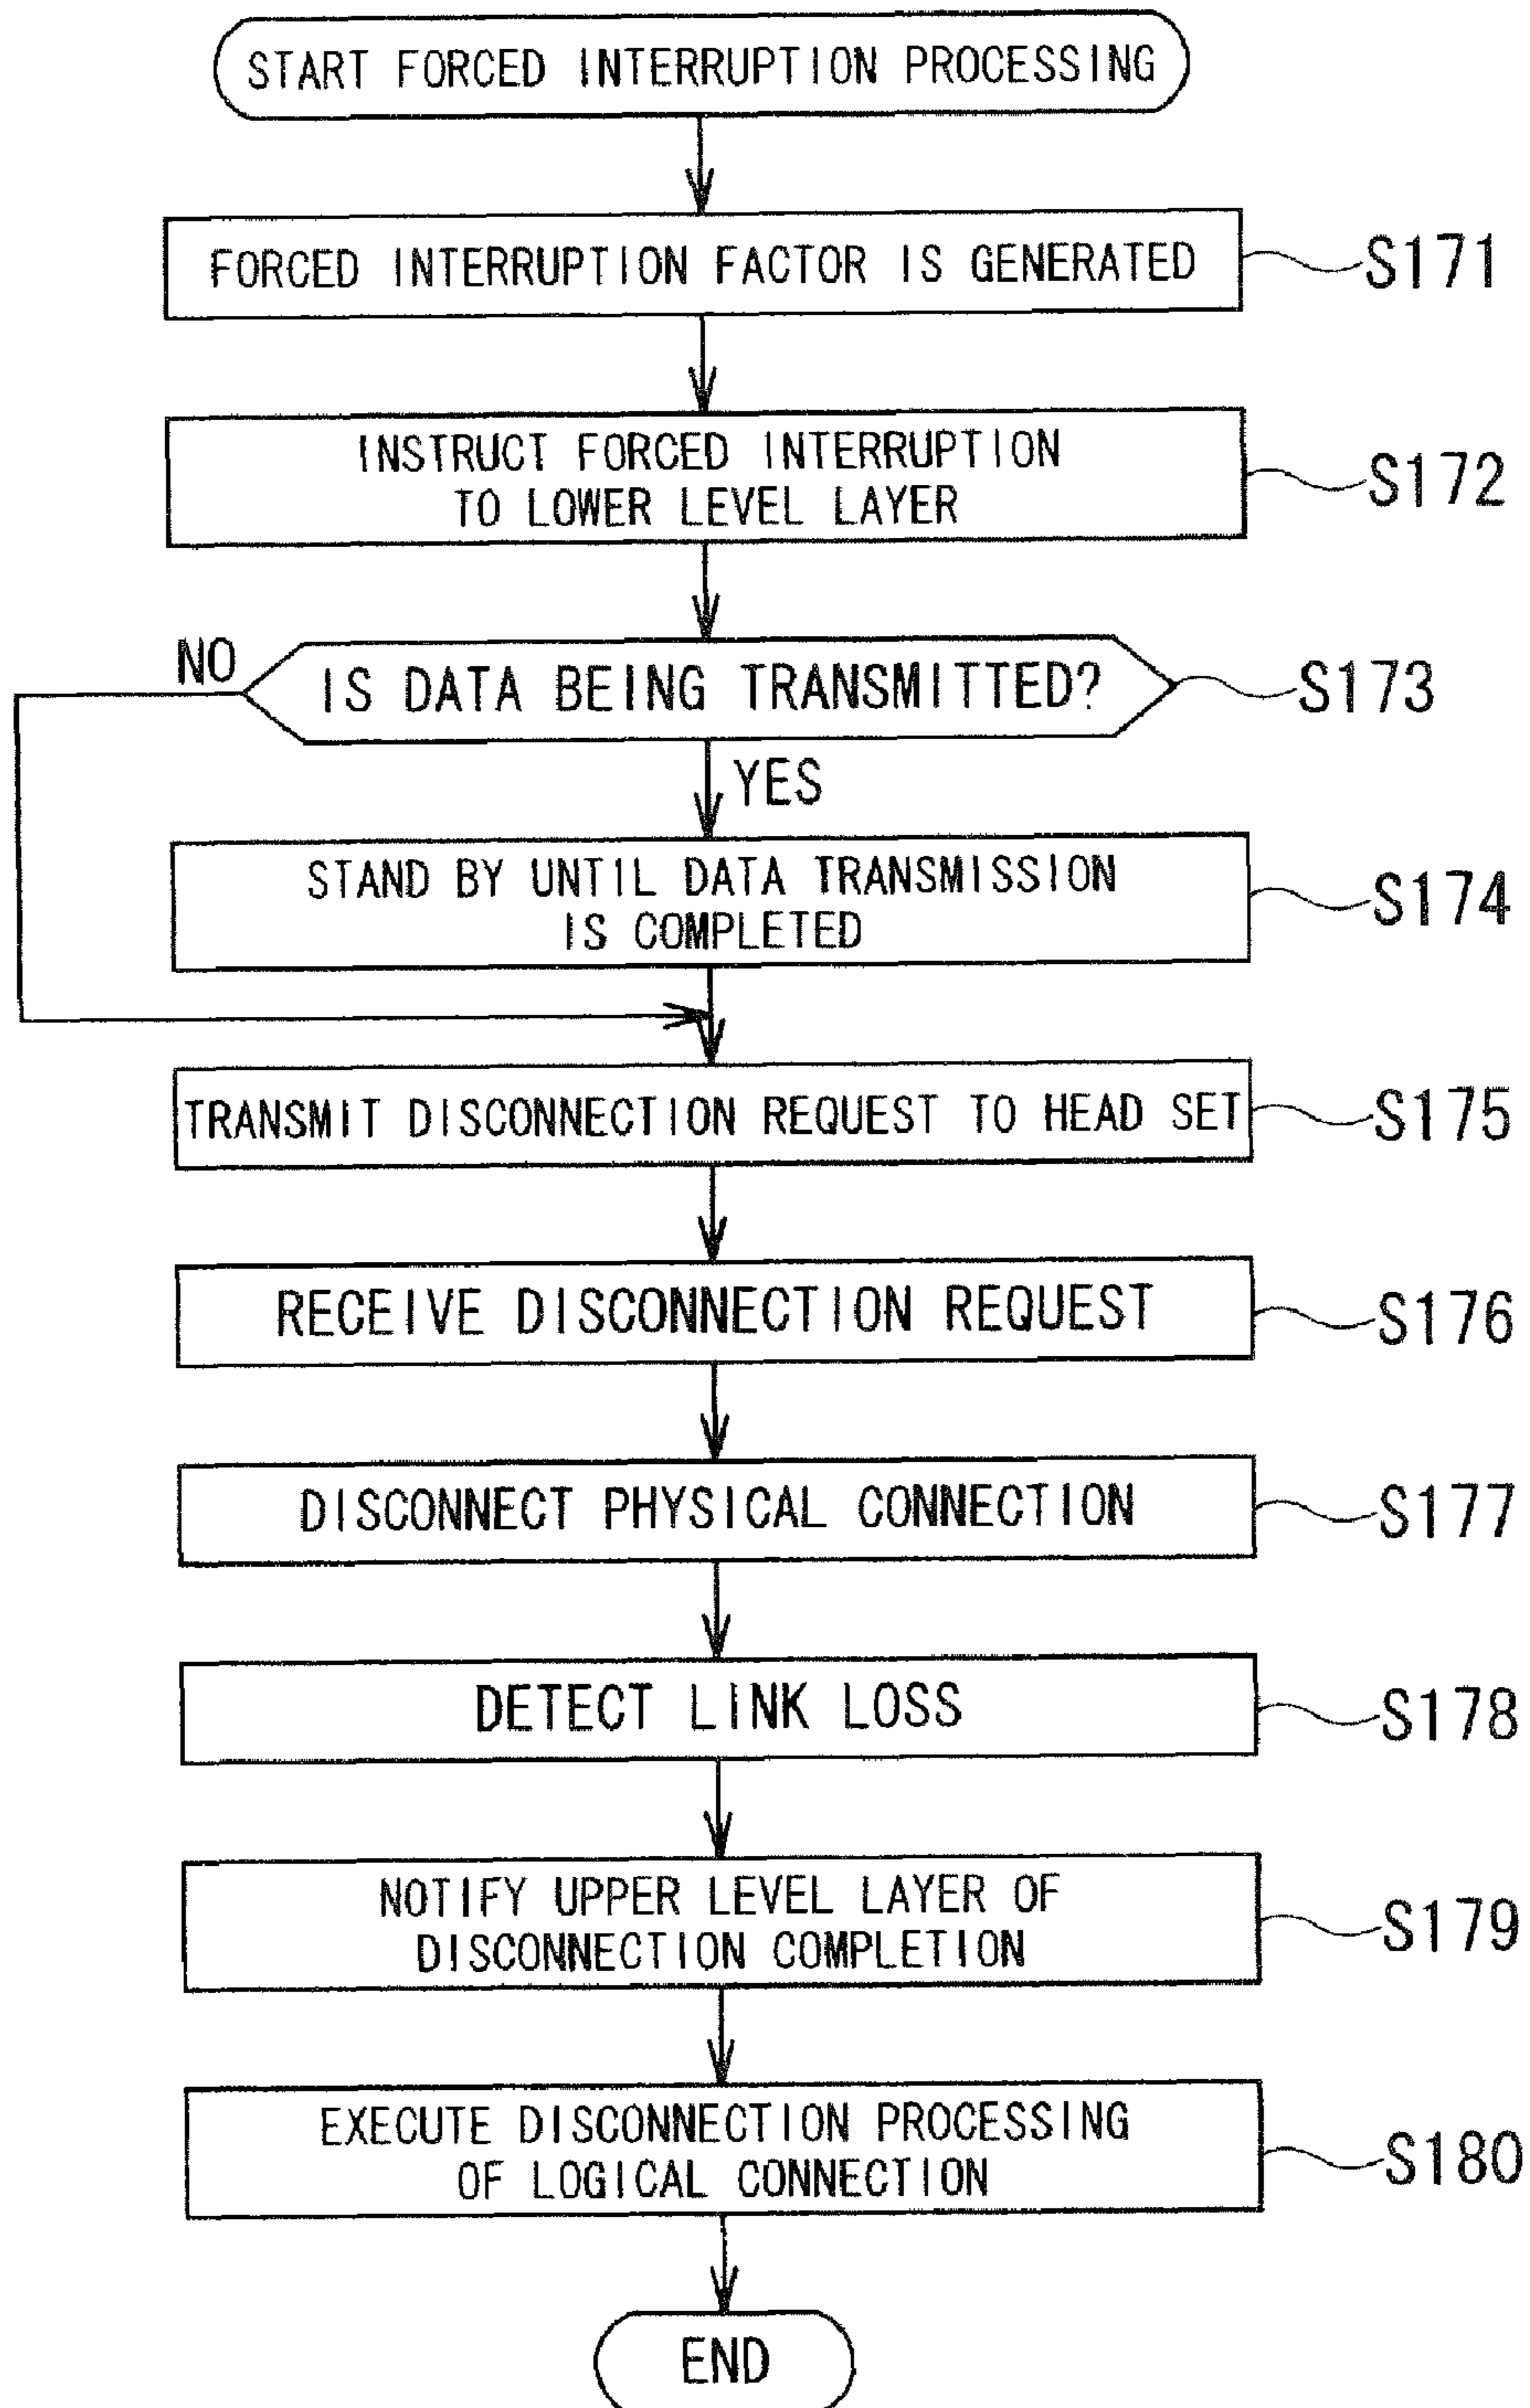 START FORCED INTERRUPTION PROCESSING
FORCED INTERRUPTION FACTOR IS GENERATED
S171
INSTRUCT FORCED INTERRUPTION
TO LOWER LEVEL LAYER
S172
NO
IS DATA BEING TRANSMITTED?
S173
YES
STAND BY UNTIL DATA TRANSMISSION
IS COMPLETED
S174
TRANSMIT DISCONNECTION REQUEST TO HEAD SET
S175
RECEIVE DISCONNECTION REQUEST
S176
DISCONNECT PHYSICAL CONNECTION
S177
DETECT LINK LOSS
S178
NOTIFY UPPER LEVEL LAYER OF
DISCONNECTION COMPLETION
S179
EXECUTE DISCONNECTION PROCESSING
OF LOGICAL CONNECTION
S180
END